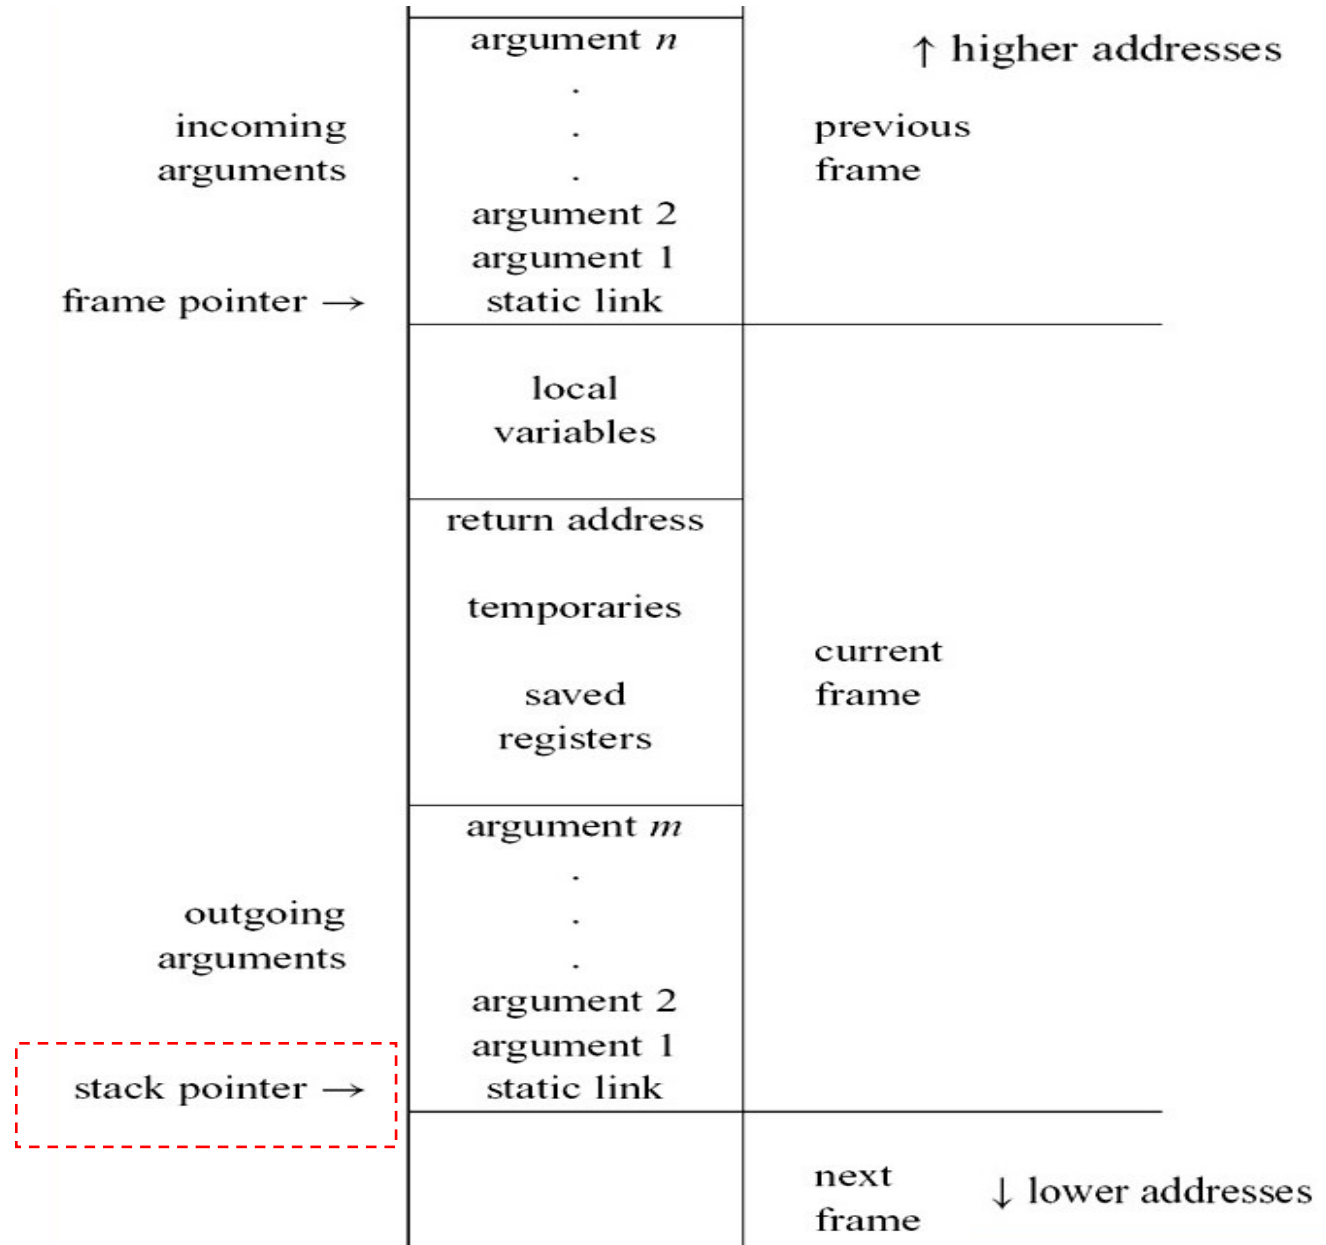 argument n
↑ higher addresses
.
incoming
arguments
.
.
previous
frame
argument 2
argument 1
frame pointer →
static link
local
variables
return address
temporaries
saved
registers
current
frame
argument m
.
outgoing
arguments
.
.
argument 2
argument 1
stack pointer →
static link
next
frame
↓ lower addresses